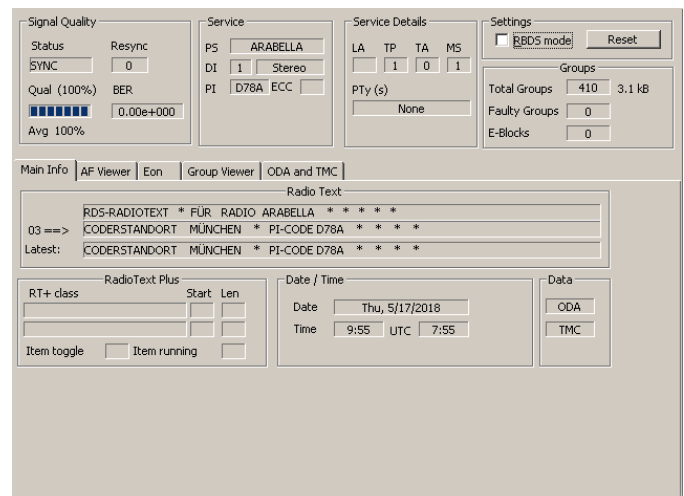 Signal Quality
Status Resync
SYNC 0
Qual (100%) BER
0.00e+000
Avg 100%
Service
PS ARABELLA
DI 1 Stereo
PI D78A ECC
Service Details
LA TP TA MS
1 0 1
PTy (s)
None
Settings
RBDS mode Reset
Groups
Total Groups 410 3.1 kB
Faulty Groups 0
E-Blocks 0
Main Info AF Viewer Eon Group Viewer ODA and TMC
Radio Text
RDS-RADIOTEXT * FÜR RADIO ARABELLA * * * * *
03 ==> CODERSTANDORT MÜNCHEN * PI-CODE D78A * * * *
Latest: CODERSTANDORT MÜNCHEN * PI-CODE D78A * * * *
RadioText Plus
RT+ class Start Len
Item toggle Item running
Date / Time
Date Thu, 5/17/2018
Time 9:55 UTC 7:55
Data
ODA
TMC